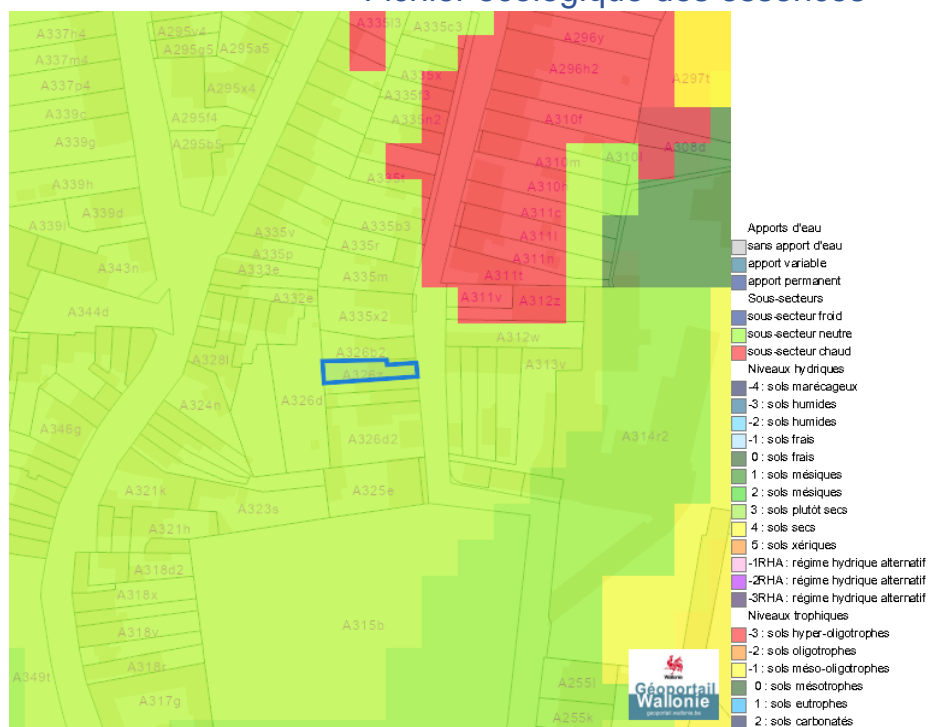 Fichier écologique des essences
A337h4
A337m4
A337p4
A339c
A339g
A339h
A339d
A339l
A343n
A344d
A346g
A349t
A295v4
A295g5 A295a5
A295x4
A295f4
A295b5
A335l3
A335c3
A335x
A335f3
A335n2
A335t
A335b3
A335v
A335r
A335p
A333e
A335m
A332e
A335x2
A326b2
A328l
A326z
A326d
A324n
A326d2
A325e
A321k
A323s
A321h
A318d2
A318x
A318v
A318r
A317g
A315b
A296y
A296h2
A297t
A310f
A308d
A310m
A310l
A310h
A311c
A311l
A311n
A311t
A311v
A312z
A312w
A313v
A314r2
A255l
A255k
Wallonie
Géoportail
Wallonie
geoportail.wallonie.be
Apports d'eau
sans apport d'eau
apport variable
apport permanent
Sous-secteurs
sous-secteur froid
sous-secteur neutre
sous-secteur chaud
Niveaux hydriques
-4 : sols marécageux
-3 : sols humides
-2 : sols humides
-1 : sols frais
0 : sols frais
1 : sols mésiques
2 : sols mésiques
3 : sols plutôt secs
4 : sols secs
5 : sols xériques
-1RHA : régime hydrique alternatif
-2RHA : régime hydrique alternatif
-3RHA : régime hydrique alternatif
Niveaux trophiques
-3 : sols hyper-oligotrophes
-2 : sols oligotrophes
-1 : sols méso-oligotrophes
0 : sols mésotrophes
1 : sols eutrophes
2 : sols carbonatés